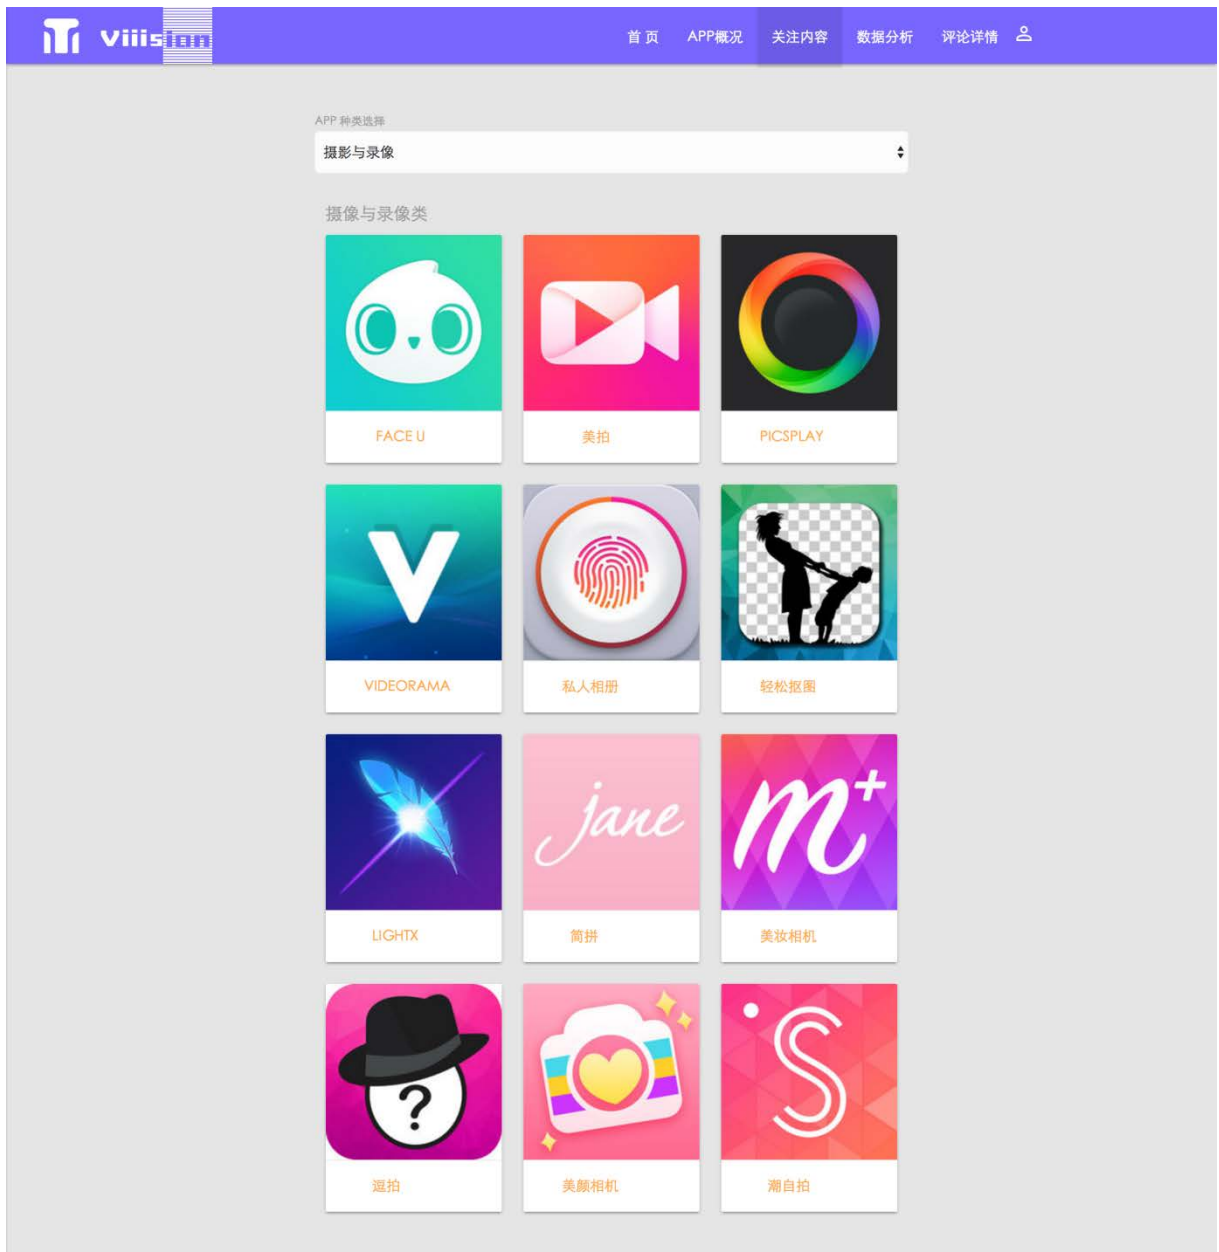 Viiision
首 页 APP概况 关注内容 数据分析 评论详情
APP 种类选择
摄影与录像
摄像与录像类
FACE U 美拍 PICSPLAY
V
VIDEORAMA 私人相册 轻松抠图
jane m+
LIGHTX 简拼 美妆相机
? S
逗拍 美颜相机 潮自拍